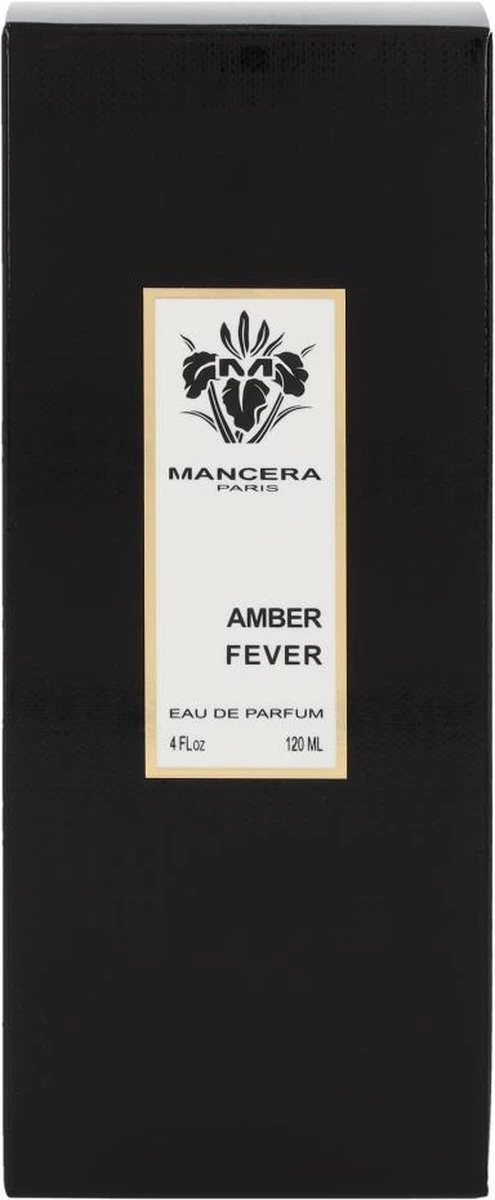 M
MANCERA
PARIS
AMBER
FEVER
EAU DE PARFUM
4 FLoz 120 ML